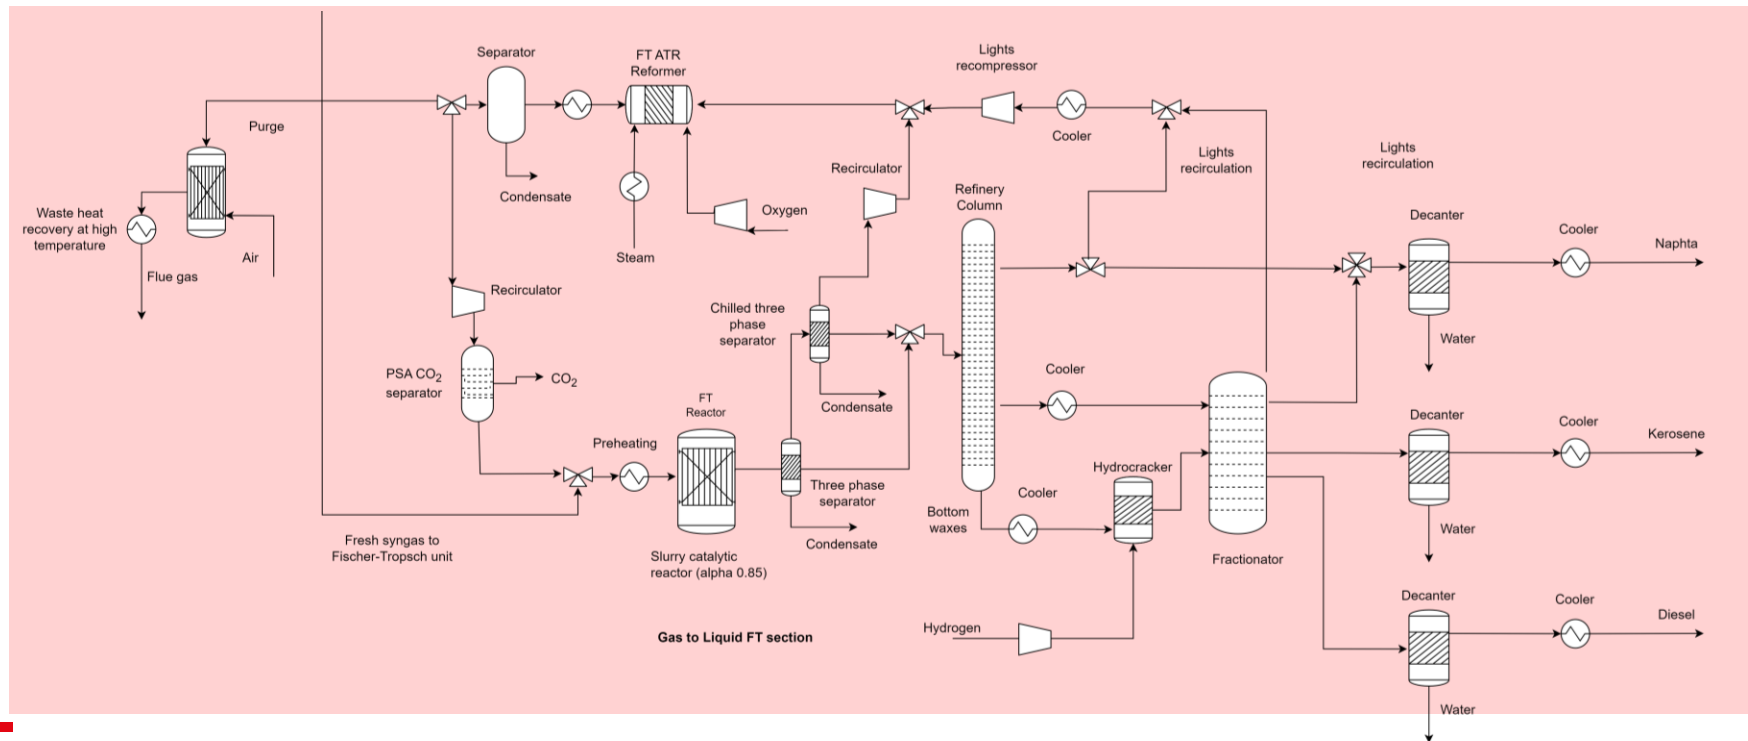 Separator
FT ATR
Reformer
Lights
recompressor
Purge
Cooler
Lights
recirculation
Lights
recirculation
Condensate
Recirculator
Refinery
Column
Waste heat
recovery at high
temperature
Oxygen
Decanter
Cooler
Naphta
Air
Steam
Flue gas
Recirculator
Chilled three
phase
separator
Water
PSA CO2
separator
CO2
Cooler
FT
Reactor
Condensate
Decanter
Cooler
Kerosene
Preheating
Hydrocracker
Three phase
separator
Cooler
Bottom
waxes
Water
Fresh syngas to
Fischer-Tropsch unit
Condensate
Slurry catalytic
reactor (alpha 0.85)
Fractionator
Decanter
Cooler
Diesel
Hydrogen
Gas to Liquid FT section
Water